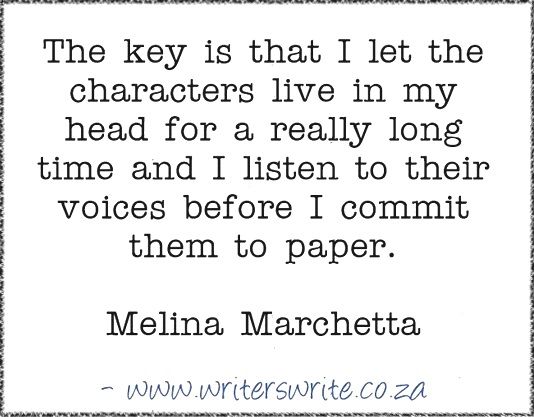 The key is that I let the
characters live in my
head for a really long
time and I listen to their
voices before I commit
them to paper.
Melina Marchetta
- www.writerswrite.co.za